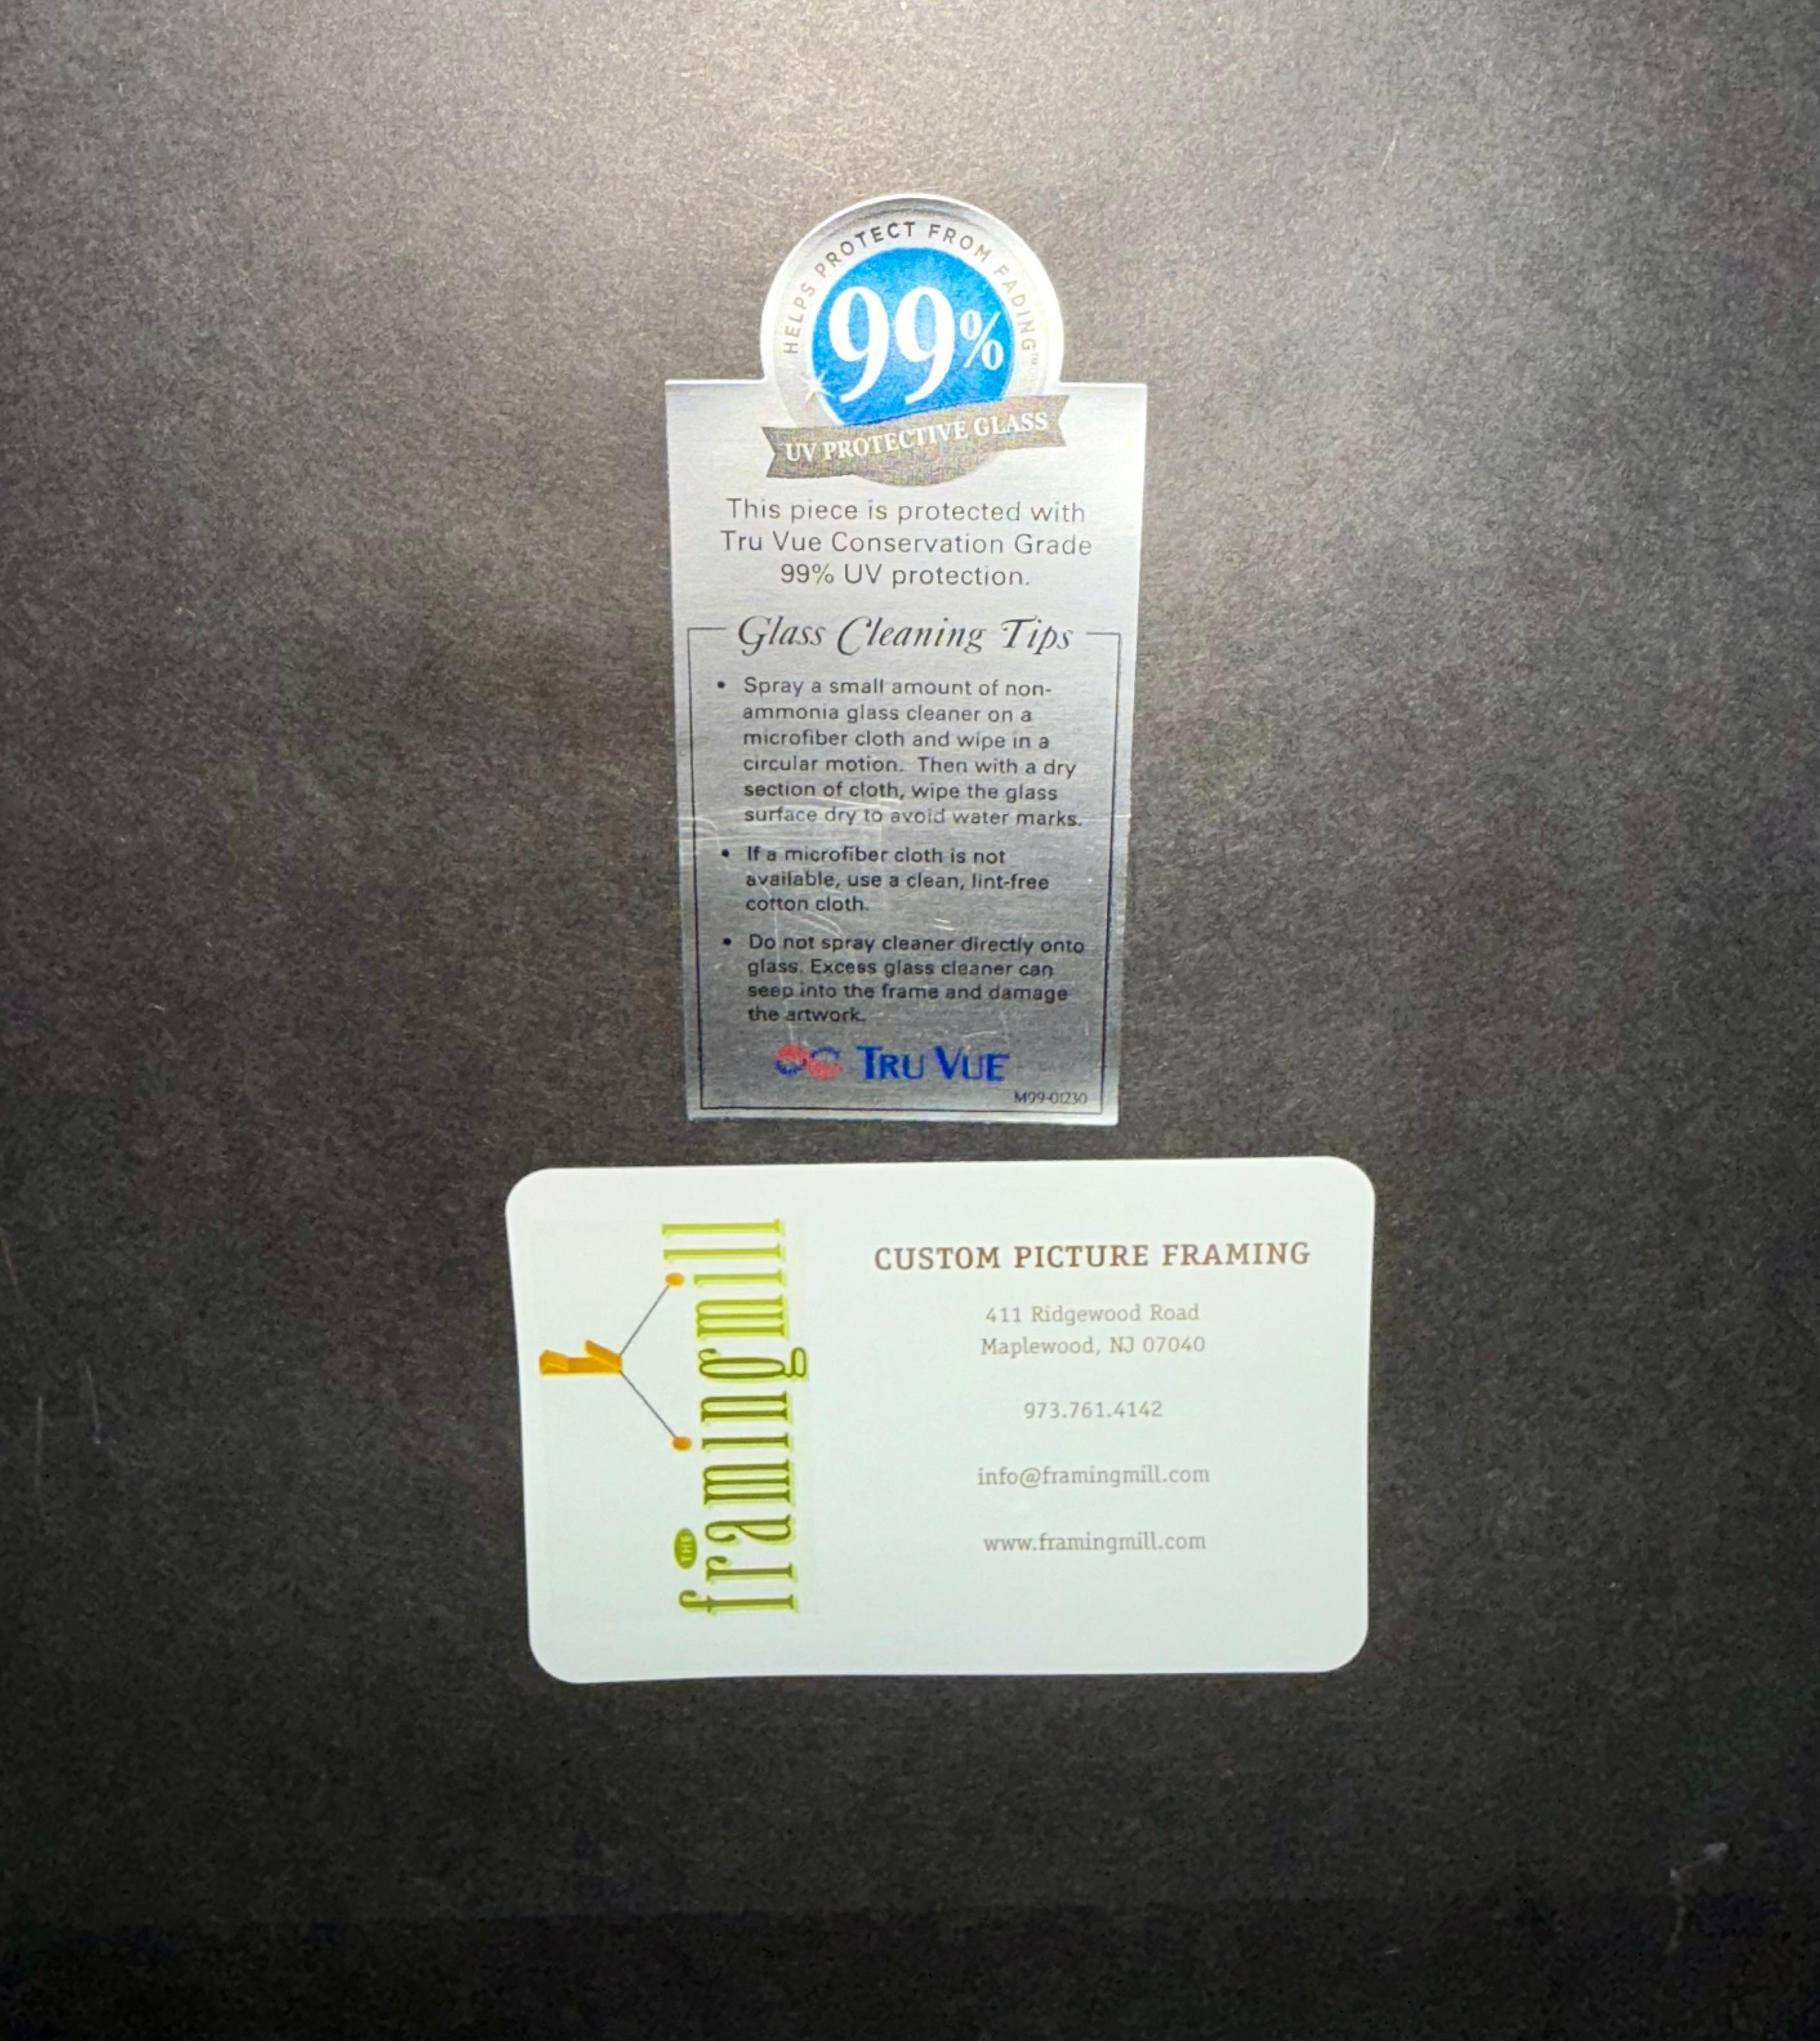 HELPS PROTECT FROM FADING™
99%
UV PROTECTIVE GLASS
This piece is protected with
Tru Vue Conservation Grade
99% UV protection.
Glass Cleaning Tips
• Spray a small amount of non-
ammonia glass cleaner on a
microfiber cloth and wipe in a
circular motion. Then with a dry
section of cloth, wipe the glass
surface dry to avoid water marks.
• If a microfiber cloth is not
available, use a clean, lint-free
cotton cloth.
• Do not spray cleaner directly onto
glass. Excess glass cleaner can
seep into the frame and damage
the artwork.
TRU VUE
M99-01230
THE
framingmill
CUSTOM PICTURE FRAMING
411 Ridgewood Road
Maplewood, NJ 07040
973.761.4142
info@framingmill.com
www.framingmill.com